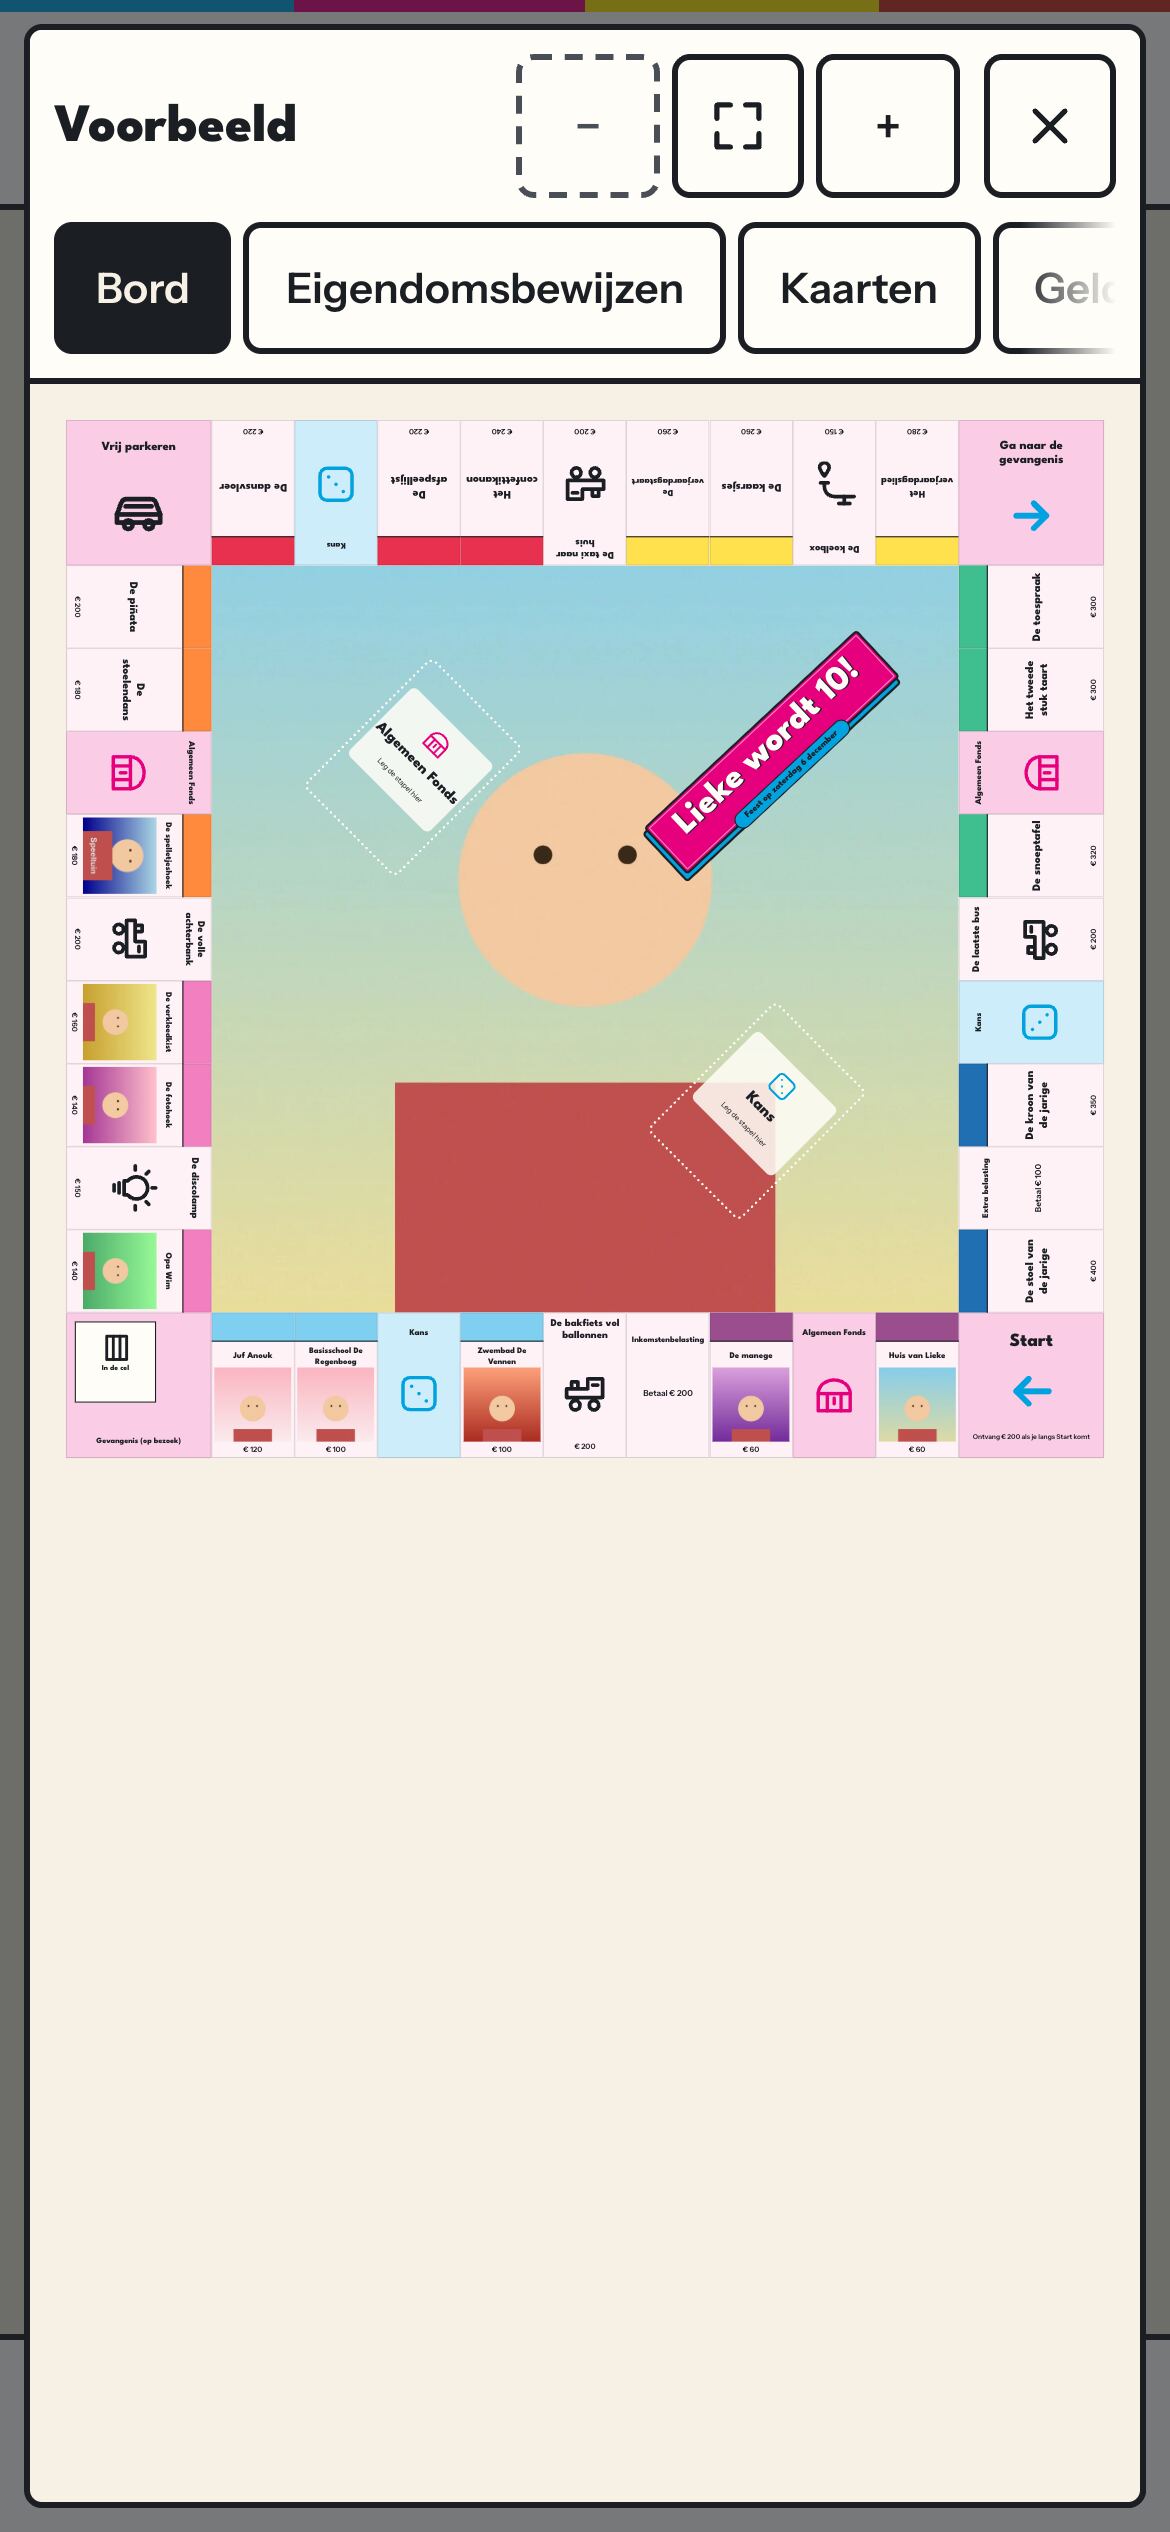 Voorbeeld
Bord
Eigendomsbewijzen
Kaarten
Geld
Vrij parkeren
€ 220
De dansvloer
Kans
€ 220
De
afspeellijst
€ 240
Het
confettikanon
€ 200
De taxi naar
huis
€ 260
De
verjaardagstaart
€ 260
De kaarsjes
€ 150
De koelbox
€ 280
Het
verjaardagslied
Ga naar de
gevangenis
€ 200
De piñata
€ 180
De
stoelendans
Algemeen Fonds
€ 180
Speeltuin
De spelletjeshoek
€ 200
De volle
achterbank
€ 160
De verkleedkist
€ 140
De fotohoek
€ 150
De discolamp
€ 140
Opa Wim
Algemeen Fonds
Leg de stapel hier
Lieke wordt 10!
Feest op zaterdag 6 december
Kans
Leg de stapel hier
De toespraak
€ 300
Het tweede
stuk taart
€ 300
Algemeen Fonds
De snoeptafel
€ 320
De laatste bus
€ 200
Kans
De kroon van
de jarige
€ 350
Extra belasting
Betaal € 100
De stoel van
de jarige
€ 400
In de cel
Gevangenis (op bezoek)
Juf Anouk
€ 120
Basisschool De
Regenboog
€ 100
Kans
Zwembad De
Vennen
€ 100
De bakfiets vol
ballonnen
€ 200
Inkomstenbelasting
Betaal € 200
De manege
€ 60
Algemeen Fonds
Huis van Lieke
€ 60
Start
Ontvang € 200 als je langs Start komt